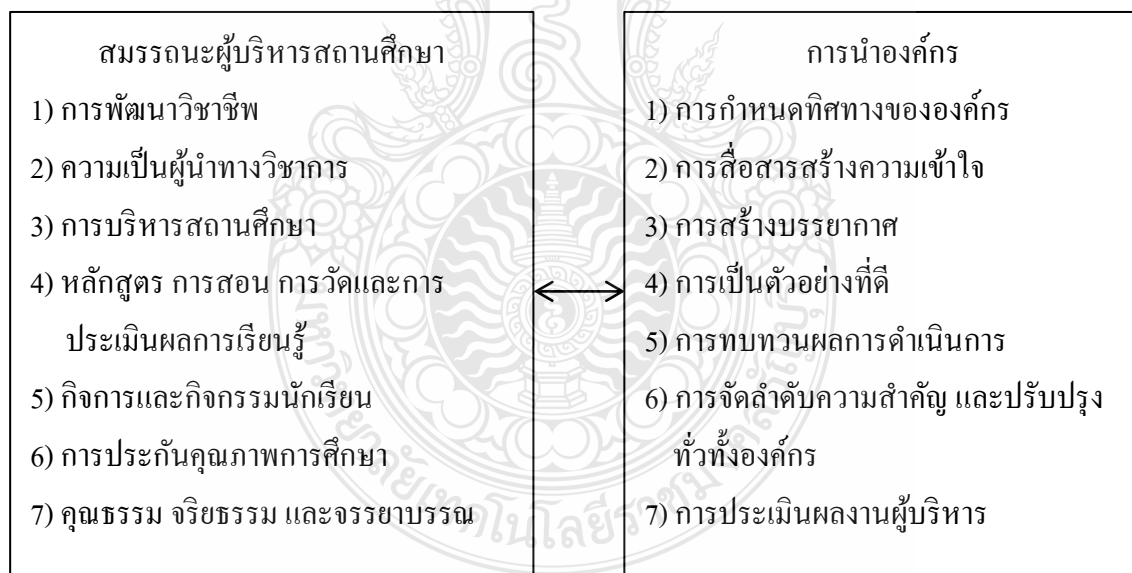 สมรรถนะผู้บริหารสถานศึกษา
1) การพัฒนาวิชาชีพ
2) ความเป็นผู้นำทางวิชาการ
3) การบริหารสถานศึกษา
4) หลักสูตร การสอน การวัดและการ
ประเมินผลการเรียนรู้
5) กิจการและกิจกรรมนักเรียน
6) การประกันคุณภาพการศึกษา
7) คุณธรรม จริยธรรม และจรรยาบรรณ
การนำองค์กร
1) การกำหนดทิศทางขององค์กร
2) การสื่อสารสร้างความเข้าใจ
3) การสร้างบรรยากาศ
4) การเป็นตัวอย่างที่ดี
5) การทบทวนผลการดำเนินการ
6) การจัดลำดับความสำคัญ และปรับปรุง
ทั่วทั้งองค์กร
7) การประเมินผลงานผู้บริหาร